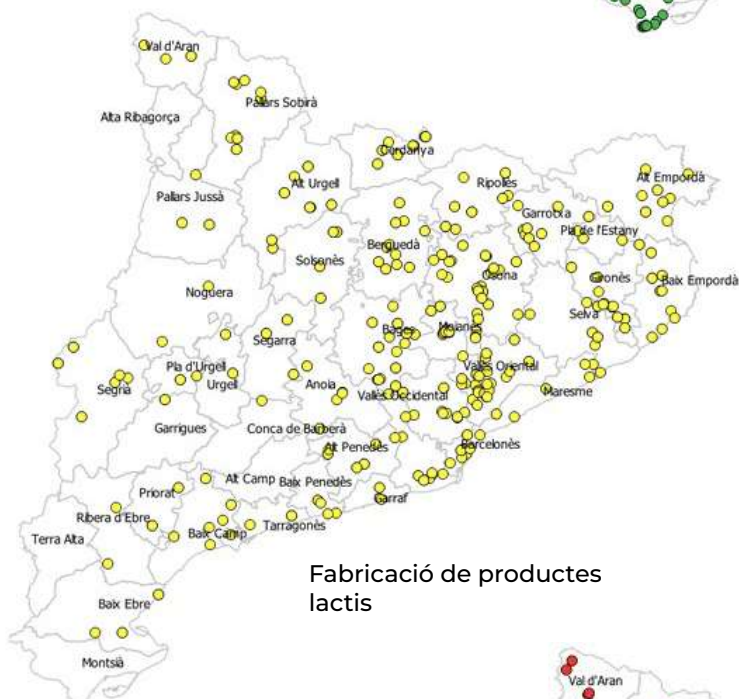 Val d'Aran
Pallars Sobirà
Alta Ribagorça
Cerdanya
Alt Urgell
Ripollès
Alt Empordà
Pallars Jussà
Garrotxa
Pla de l'Estany
Berguedà
Solsonès
Osona
Gironès
Baix Empordà
Noguera
Selva
Bages
Moianès
Segarra
Pla d'Urgell
Vallès Oriental
Urgell
Anoia
Segrià
Vallès Occidental
Maresme
Garrigues
Conca de Barberà
Alt Penedès
Barcelonès
Alt Camp
Baix Penedès
Priorat
Garraf
Ribera d'Ebre
Tarragonès
Baix Camp
Terra Alta
Fabricació de productes
lactis
Baix Ebre
Montsià
Val d'Aran